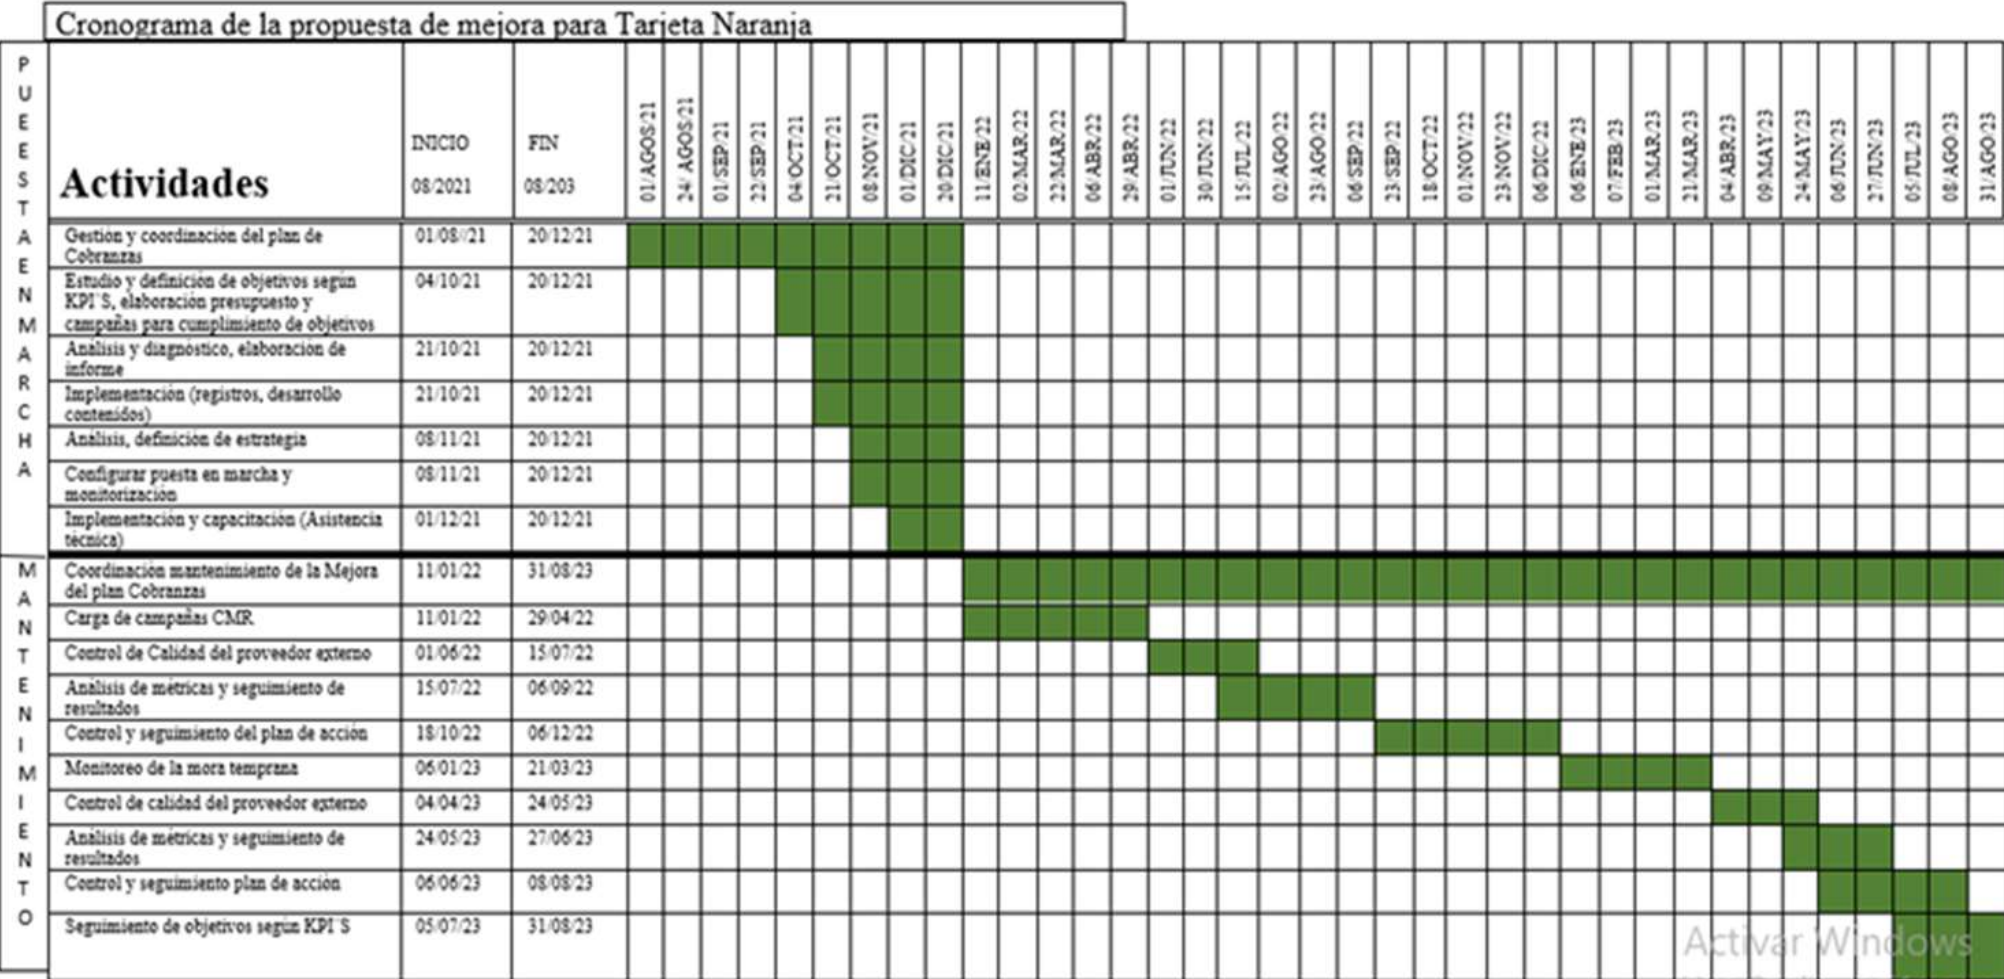 Cronograma de la propuesta de mejora para Tarjeta Naranja
PUESTA EN MARCHA
Actividades
INICIO
08/2021
FIN
08/203
01/AGOS/21
24/ AGOS/21
01/SEP/21
22/SEP/21
04/OCT/21
21/OCT/21
08/NOV/21
01/DIC/21
20/DIC/21
11/ENE/22
02/MAR/22
22/MAR/22
06/ABR/22
29/ABR/22
01/JUN/22
30/JUN/22
15/JUL/22
02/AGO/22
23/AGO/22
06/SEP/22
23/SEP/22
18/OCT/22
01/NOV/22
23/NOV/22
06/DIC/22
06/ENE/23
07/FEB/23
01/MAR/23
21/MAR/23
04/ABR/23
09/MAY/23
24/MAY/23
06/JUN/23
27/JUN/23
05/JUL/23
08/AGO/23
31/AGO/23
Gestión y coordinación del plan de
Cobranzas
01/08//21
20/12/21
Estudio y definición de objetivos según
KPI`S, elaboración presupuesto y
campañas para cumplimiento de objetivos
04/10/21
20/12/21
Análisis y diagnóstico, elaboración de
informe
21/10/21
20/12/21
Implementación (registros, desarrollo
contenidos)
21/10/21
20/12/21
Análisis, definición de estrategia
08/11/21
20/12/21
Configurar puesta en marcha y
monitorización
08/11/21
20/12/21
Implementación y capacitación (Asistencia
técnica)
01/12/21
20/12/21
MANTENIMIENTO
Coordinación mantenimiento de la Mejora
del plan Cobranzas
11/01/22
31/08/23
Carga de campañas CMR
11/01/22
29/04/22
Control de Calidad del proveedor externo
01/06/22
15/07/22
Análisis de métricas y seguimiento de
resultados
15/07/22
06/09/22
Control y seguimiento del plan de acción
18/10/22
06/12/22
Monitoreo de la mora temprana
06/01/23
21/03/23
Control de calidad del proveedor externo
04/04/23
24/05/23
Análisis de métricas y seguimiento de
resultados
24/05/23
27/06/23
Control y seguimiento plan de acción
06/06/23
08/08/23
Seguimiento de objetivos según KPI`S
05/07/23
31/08/23
Activar Windows